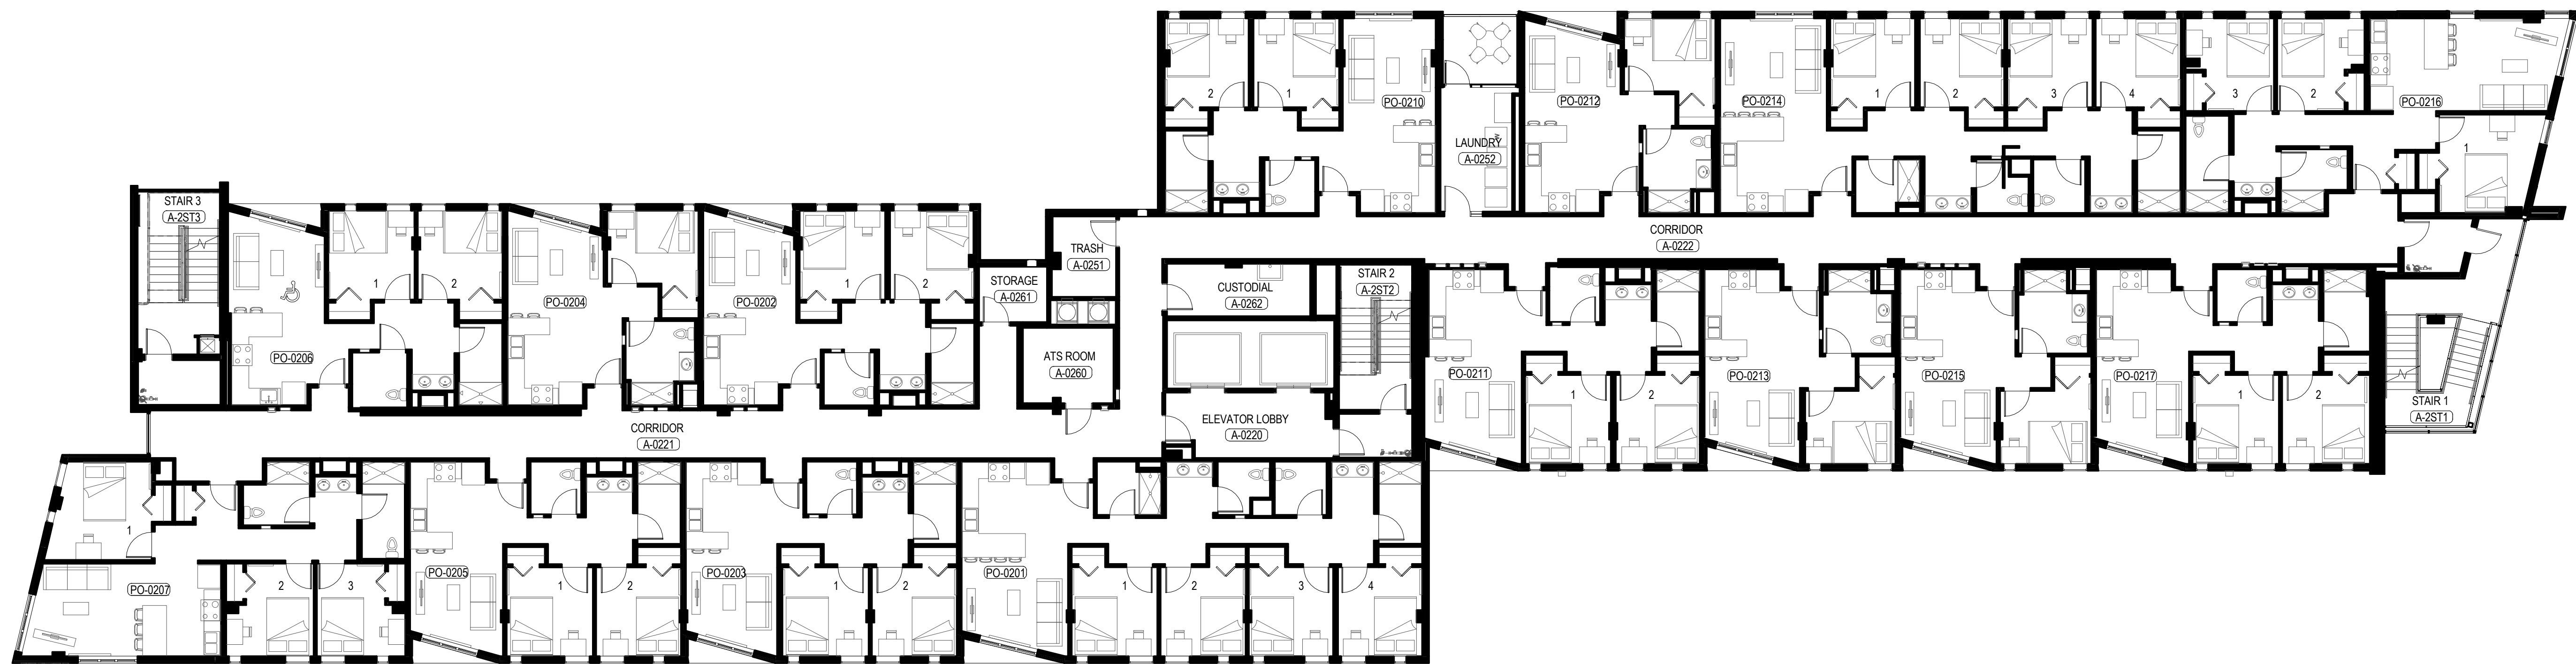 2
1
PO-0210
LAUNDRY
A-0252
PO-0212
PO-0214
1
2
3
4
3
2
PO-0216
1
STAIR 3
A-2ST3
PO-0206
1
2
PO-0204
PO-0202
1
2
STORAGE
A-0261
TRASH
A-0251
CORRIDOR
A-0222
CUSTODIAL
A-0262
STAIR 2
A-2ST2
ATS ROOM
A-0260
ELEVATOR LOBBY
A-0220
PO-0211
1
2
PO-0213
PO-0215
PO-0217
1
2
STAIR 1
A-2ST1
CORRIDOR
A-0221
1
PO-0207
2
3
PO-0205
1
2
PO-0203
1
2
PO-0201
1
2
3
4